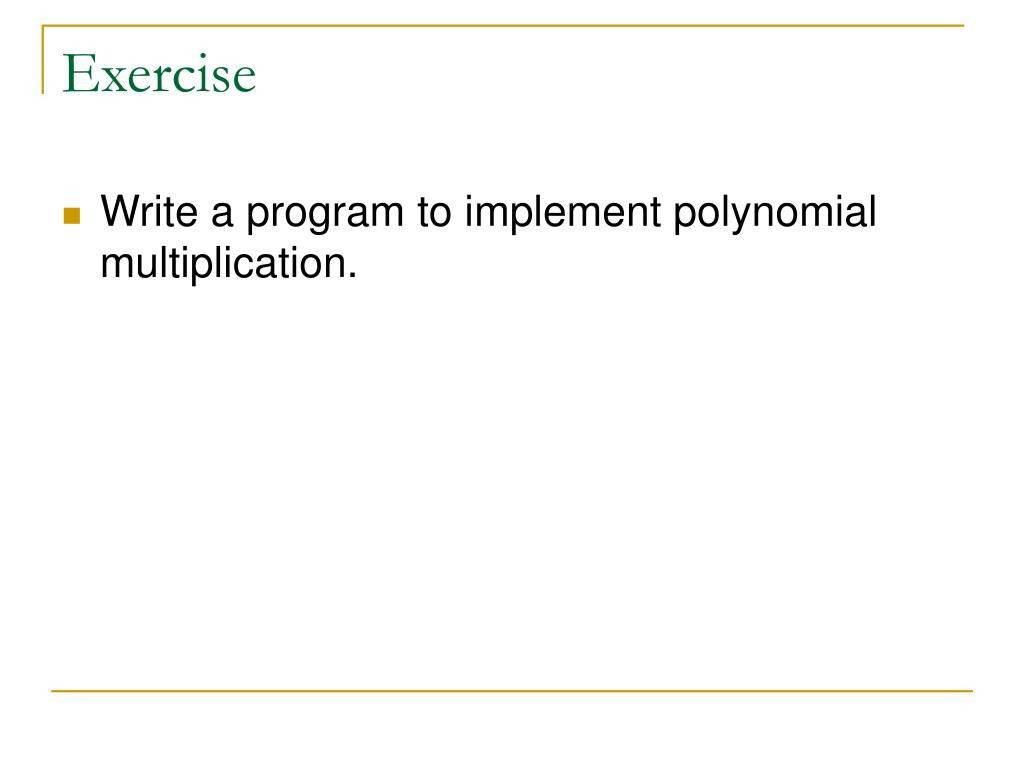 Exercise
Write a program to implement polynomial
multiplication.